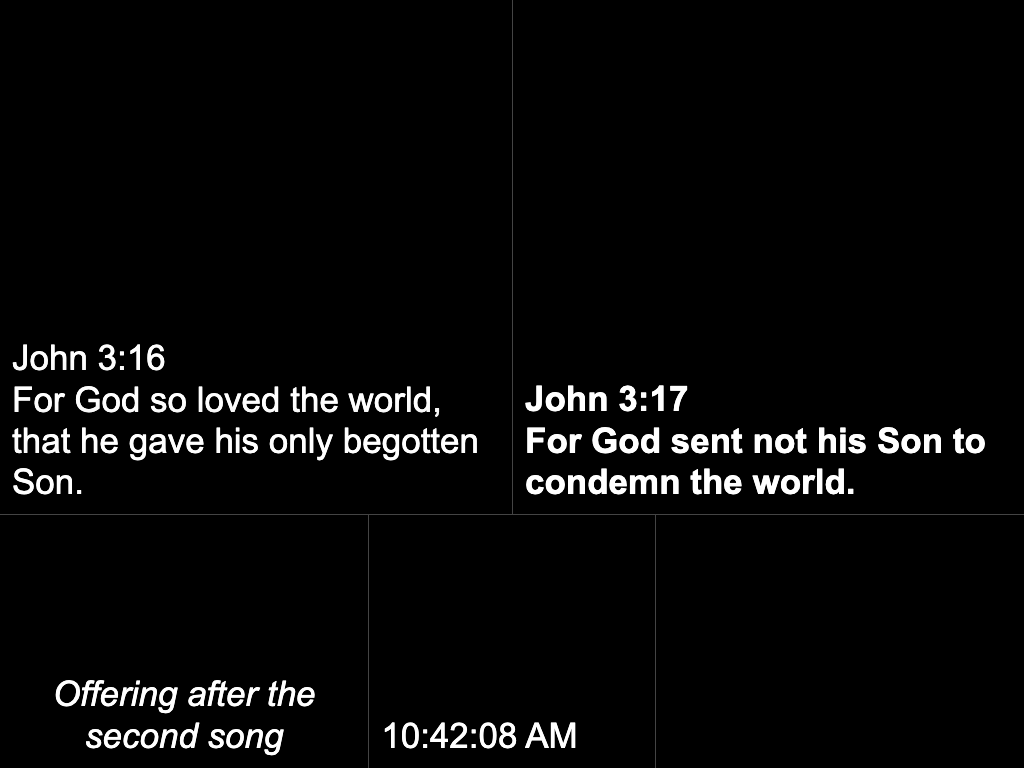 John 3:16
For God so loved the world,
that he gave his only begotten
Son.
John 3:17
For God sent not his Son to
condemn the world.
Offering after the
second song
10:42:08 AM